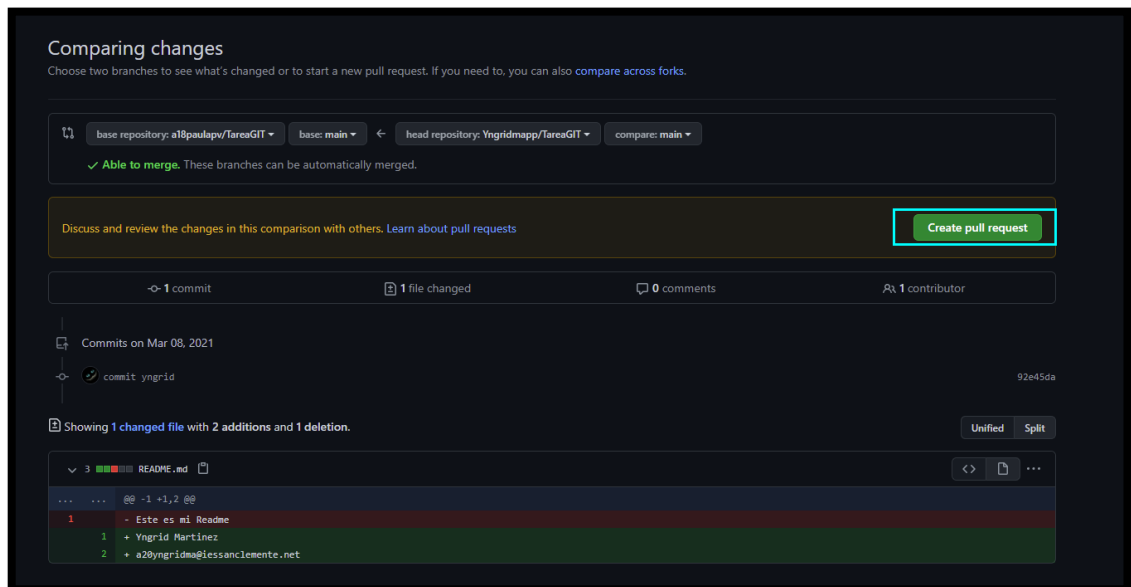 Comparing changes
Choose two branches to see what's changed or to start a new pull request. If you need to, you can also compare across forks.
base repository: a18paulapv/TareaGIT base: main ← head repository: Yngridmapp/TareaGIT compare: main
✓ Able to merge. These branches can be automatically merged.
Discuss and review the changes in this comparison with others. Learn about pull requests Create pull request
1 commit 1 file changed 0 comments 1 contributor
Commits on Mar 08, 2021
commit yngrid 92e45da
Showing 1 changed file with 2 additions and 1 deletion. Unified Split
3 README.md <> ...
... ... @@ -1 +1,2 @@
1 - Este es mi Readme
1 + Yngrid Martinez
2 + a20yngridma@iessanclemente.net